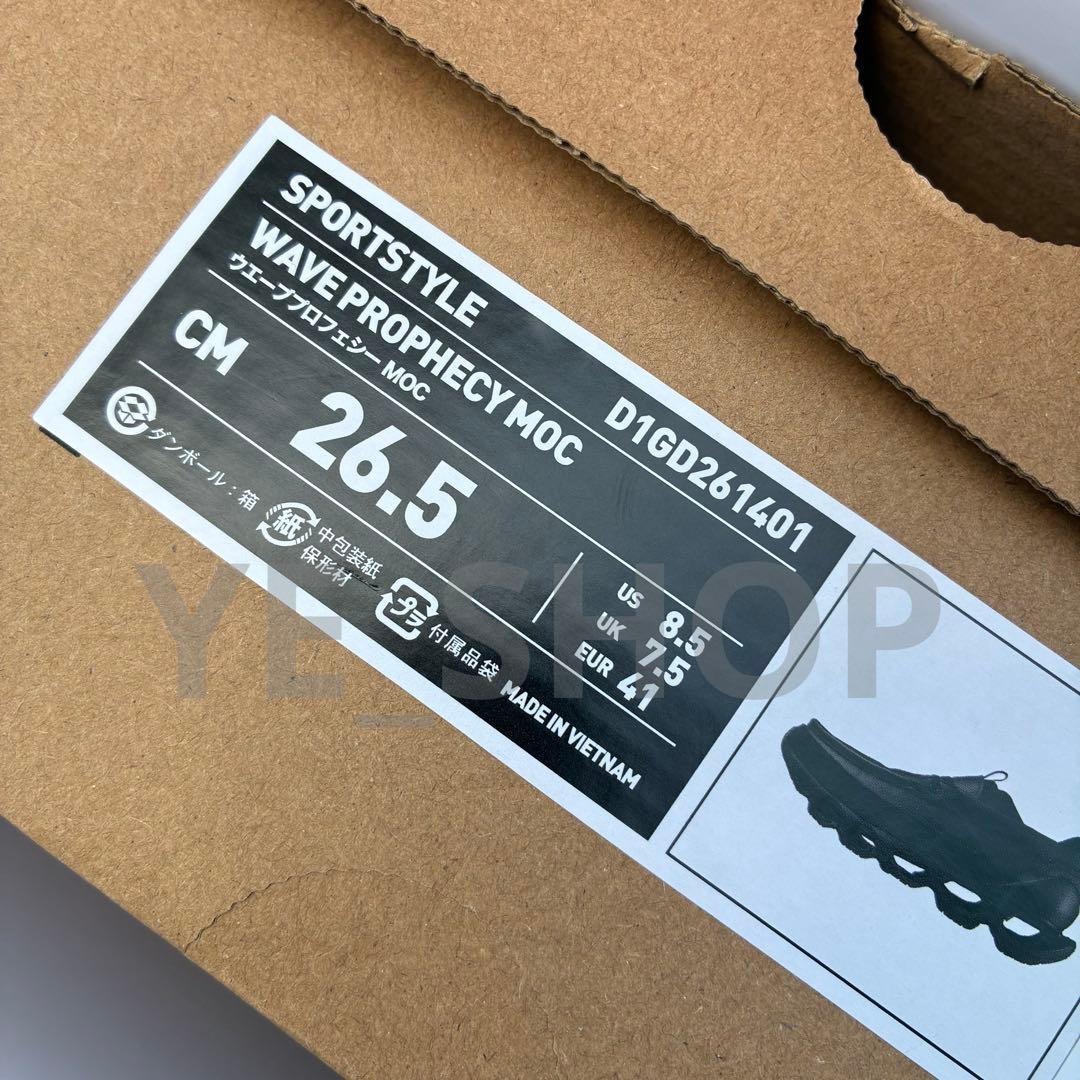 SPORTSTYLE
D1GD261401
WAVE PROPHECY MOC
ウエーブプロフェシー MOC
CM
26.5
US 8.5
UK 7.5
EUR 41
ダンボール：箱
紙
中包装紙
保形材
プラ
付属品袋
MADE IN VIETNAM
YE_SHOP